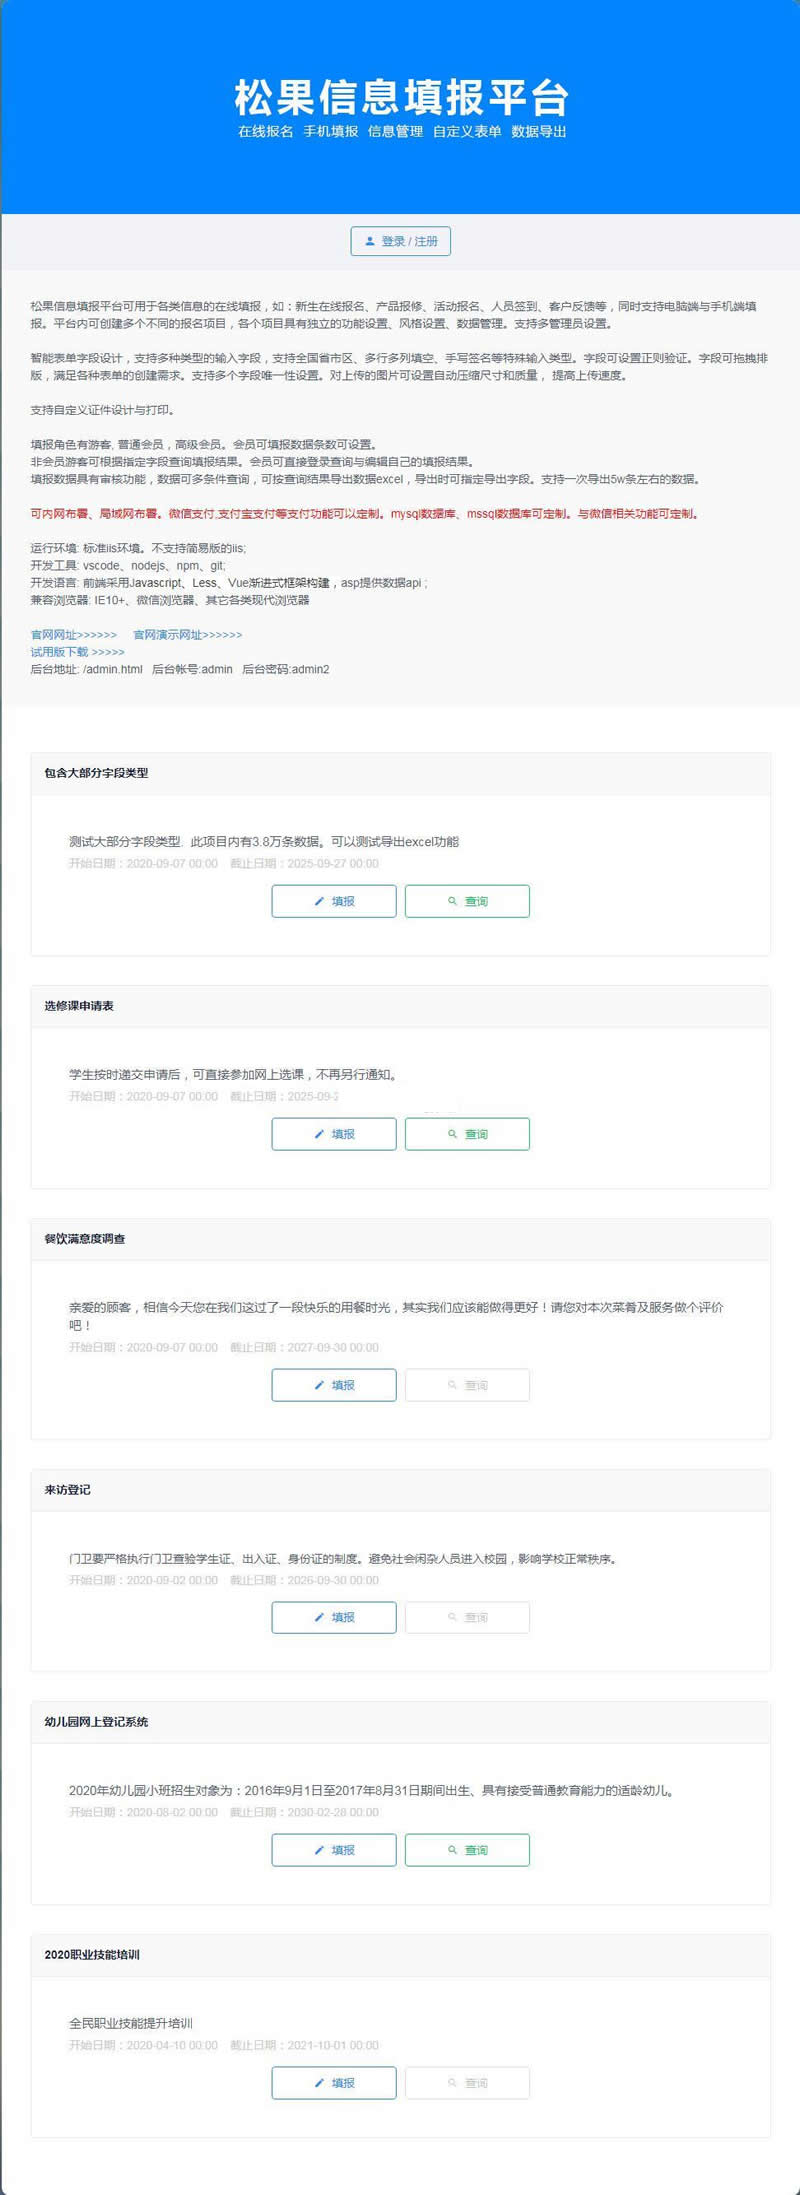 松果信息填报平台
在线报名 手机填报 信息管理 自定义表单 数据导出
登录 / 注册
松果信息填报平台可用于各类信息的在线填报，如：新生在线报名、产品报修、活动报名、人员签到、客户反馈等，同时支持电脑端与手机端填
报。平台内可创建多个不同的报名项目，各个项目具有独立的功能设置、风格设置、数据管理。支持多管理员设置。
智能表单字段设计，支持多种类型的输入字段，支持全国省市区、多行多列填空、手写签名等特殊输入类型。字段可设置正则验证。字段可拖拽排
版，满足各种表单的创建需求。支持多个字段唯一性设置。对上传的图片可设置自动压缩尺寸和质量， 提高上传速度。
支持自定义证件设计与打印。
填报角色有游客, 普通会员，高级会员。会员可填报数据条数可设置。
非会员游客可根据指定字段查询填报结果。会员可直接登录查询与编辑自己的填报结果。
填报数据具有审核功能，数据可多条件查询，可按查询结果导出数据excel，导出时可指定导出字段。支持一次导出5w条左右的数据。
可内网布署、局域网布署。微信支付,支付宝支付等支付功能可以定制。mysql数据库、mssql数据库可定制。与微信相关功能可定制。
运行环境: 标准iis环境。不支持简易版的iis;
开发工具: vscode、nodejs、npm、git;
开发语言: 前端采用Javascript、Less、Vue渐进式框架构建，asp提供数据api ;
兼容浏览器: IE10+、微信浏览器、其它各类现代浏览器
官网网址>>>>>> 官网演示网址>>>>>>
试用版下载 >>>>>
后台地址: /admin.html 后台帐号:admin 后台密码:admin2
包含大部分字段类型
测试大部分字段类型. 此项目内有3.8万条数据。可以测试导出excel功能
开始日期：2020-09-07 00:00 截止日期：2025-09-27 00:00
填报 查询
选修课申请表
学生按时递交申请后，可直接参加网上选课，不再另行通知。
开始日期：2020-09-07 00:00 截止日期：2025-09-2
填报 查询
餐饮满意度调查
亲爱的顾客，相信今天您在我们这过了一段快乐的用餐时光，其实我们应该能做得更好！请您对本次菜肴及服务做个评价
吧！
开始日期：2020-09-07 00:00 截止日期：2027-09-30 00:00
填报 查询
来访登记
门卫要严格执行门卫查验学生证、出入证、身份证的制度。避免社会闲杂人员进入校园，影响学校正常秩序。
开始日期：2020-09-02 00:00 截止日期：2026-09-30 00:00
填报 查询
幼儿园网上登记系统
2020年幼儿园小班招生对象为：2016年9月1日至2017年8月31日期间出生、具有接受普通教育能力的适龄幼儿。
开始日期：2020-08-02 00:00 截止日期：2030-02-28 00:00
填报 查询
2020职业技能培训
全民职业技能提升培训
开始日期：2020-04-10 00:00 截止日期：2021-10-01 00:00
填报 查询